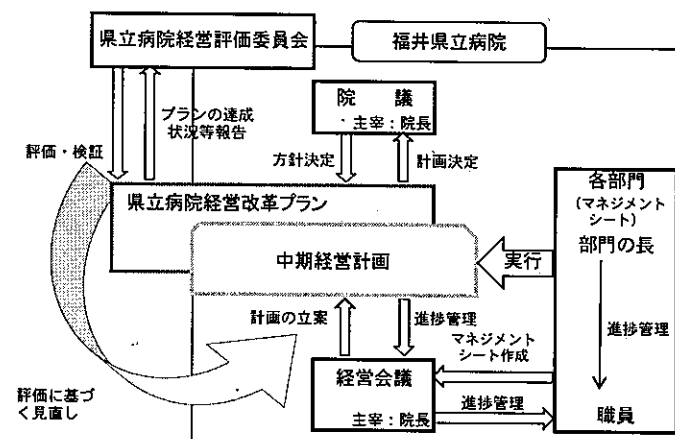 県立病院経営評価委員会
福井県立病院
院 議
主宰：院長
プランの達成
状況等報告
評価・検証
方針決定
計画決定
県立病院経営改革プラン
中期経営計画
各部門
(マネジメント
シート)
部門の長
実行
進捗管理
職員
計画の立案
進捗管理
マネジメント
シート作成
経営会議
主宰：院長
進捗管理
評価に基づ
く見直し